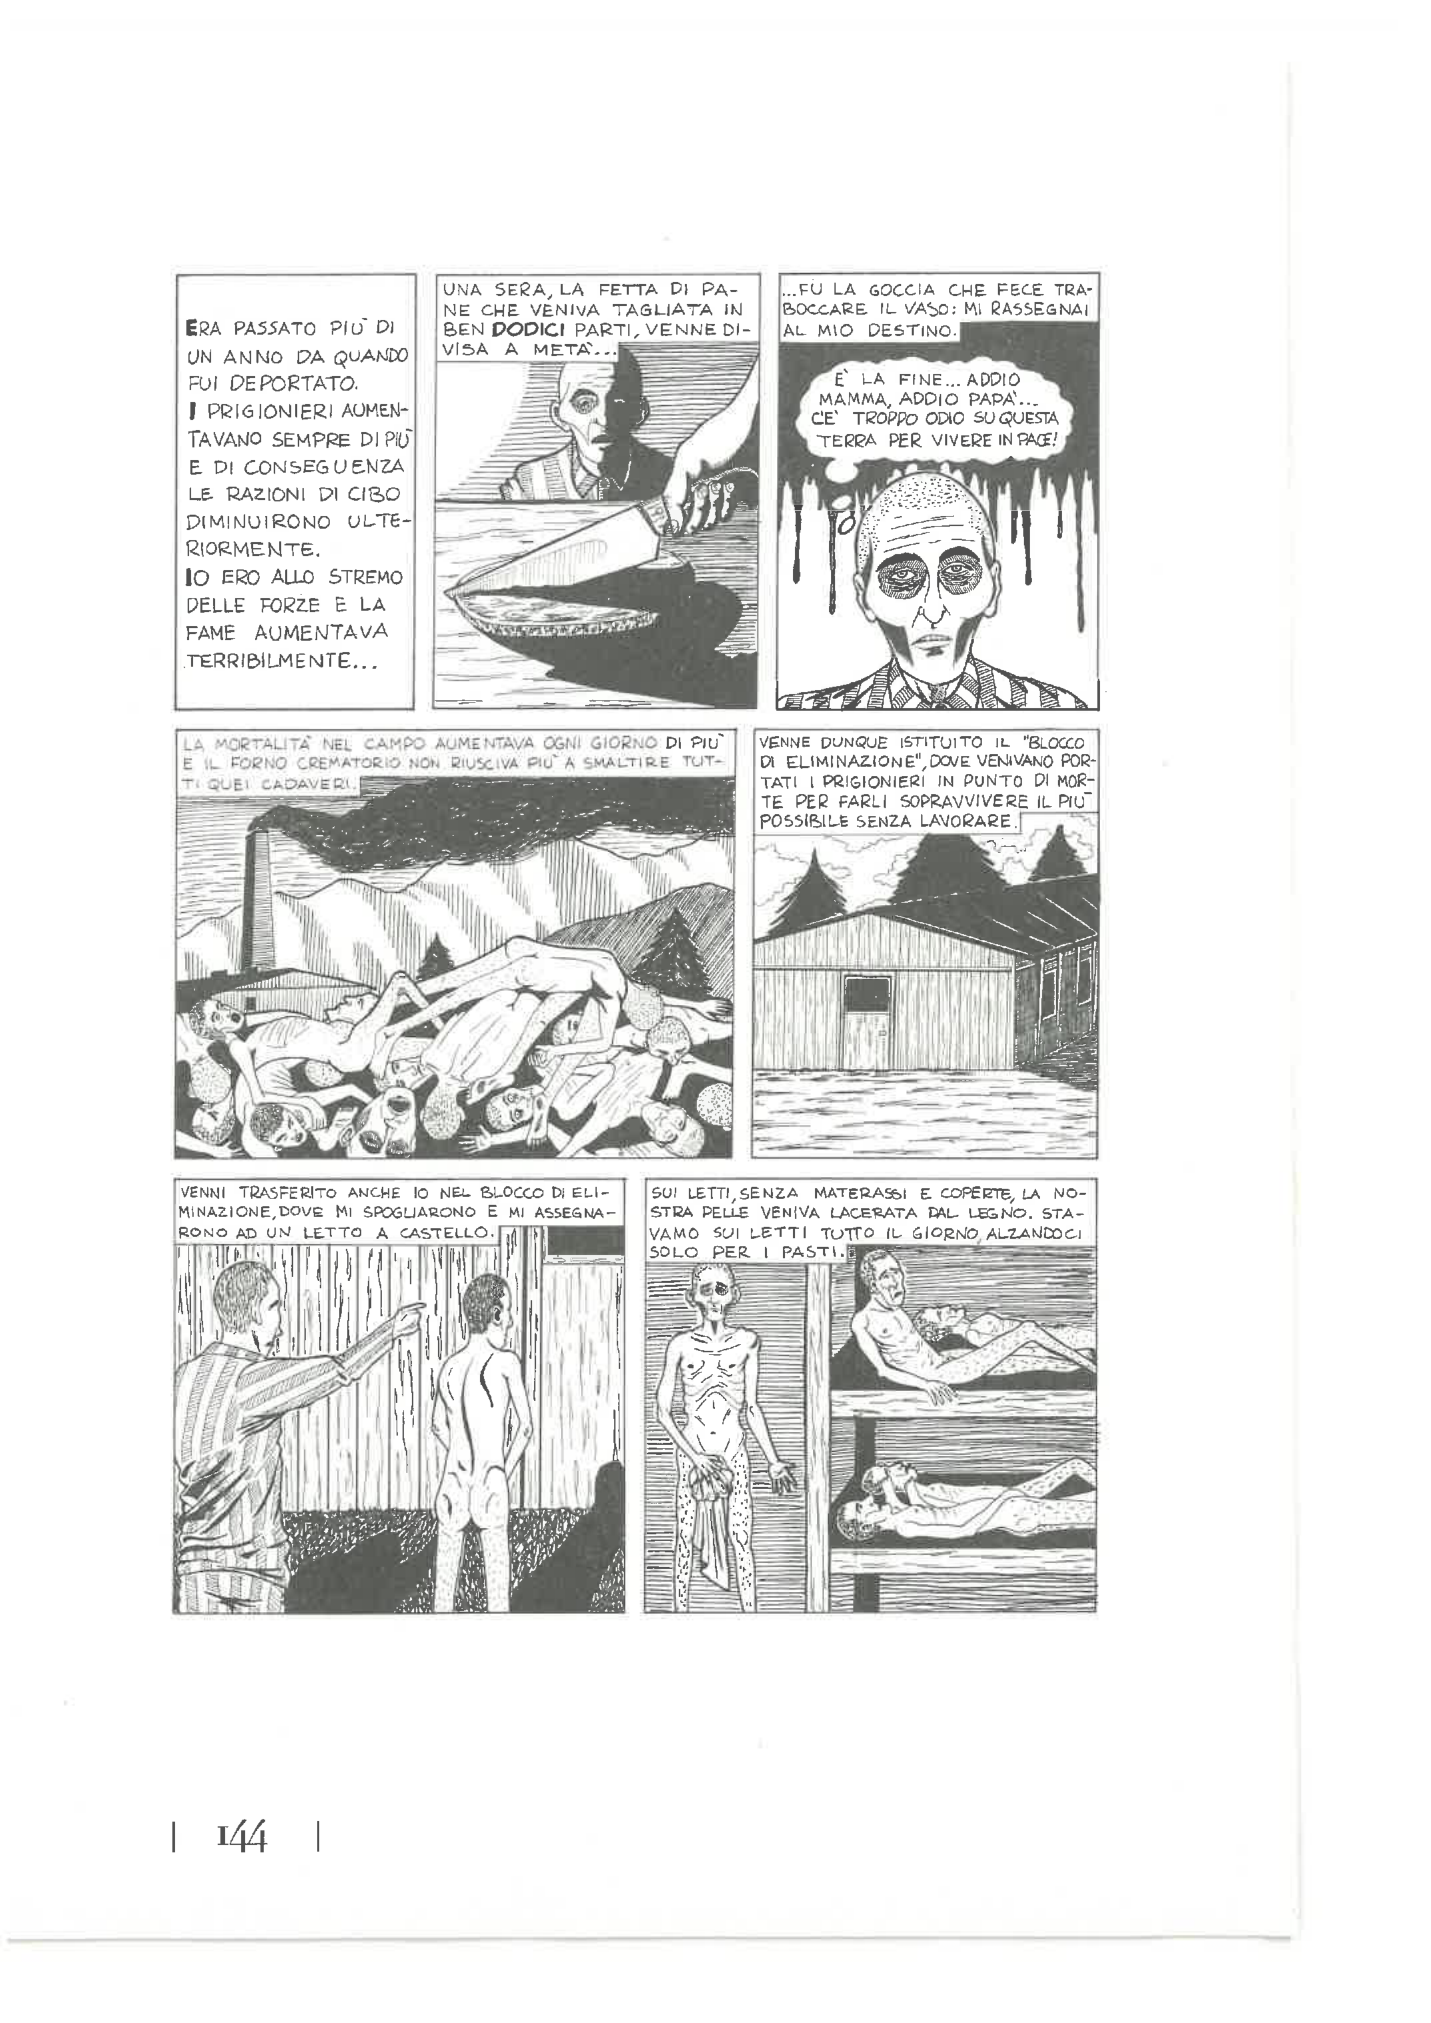 ERA PASSATO PIÙ DI
UN ANNO DA QUANDO
FUI DEPORTATO.
I PRIGIONIERI AUMEN-
TAVANO SEMPRE DI PIÙ
E DI CONSEGUENZA
LE RAZIONI DI CIBO
DIMINUIRONO ULTE-
RIORMENTE.
IO ERO ALLO STREMO
DELLE FORZE E LA
FAME AUMENTAVA
TERRIBILMENTE...
UNA SERA, LA FETTA DI PA-
NE CHE VENIVA TAGLIATA IN
BEN DODICI PARTI, VENNE DI-
VISA A METÀ...
...FU LA GOCCIA CHE FECE TRA-
BOCCARE IL VASO: MI RASSEGNAI
AL MIO DESTINO.
È LA FINE... ADDIO
MAMMA, ADDIO PAPÀ...
C'È TROPPO ODIO SU QUESTA
TERRA PER VIVERE IN PACE!
LA MORTALITÀ NEL CAMPO AUMENTAVA OGNI GIORNO DI PIÙ
E IL FORNO CREMATORIO NON RIUSCIVA PIÙ A SMALTIRE TUT-
TI QUEI CADAVERI.
VENNE DUNQUE ISTITUITO IL "BLOCCO
DI ELIMINAZIONE", DOVE VENIVANO POR-
TATI I PRIGIONIERI IN PUNTO DI MOR-
TE PER FARLI SOPRAVVIVERE IL PIÙ
POSSIBILE SENZA LAVORARE.
VENNI TRASFERITO ANCHE IO NEL BLOCCO DI ELI-
MINAZIONE, DOVE MI SPOGLIARONO E MI ASSEGNA-
RONO AD UN LETTO A CASTELLO.
SUI LETTI, SENZA MATERASSI E COPERTE, LA NO-
STRA PELLE VENIVA LACERATA DAL LEGNO. STA-
VAMO SUI LETTI TUTTO IL GIORNO, ALZANDOCI
SOLO PER I PASTI.
| 144 |